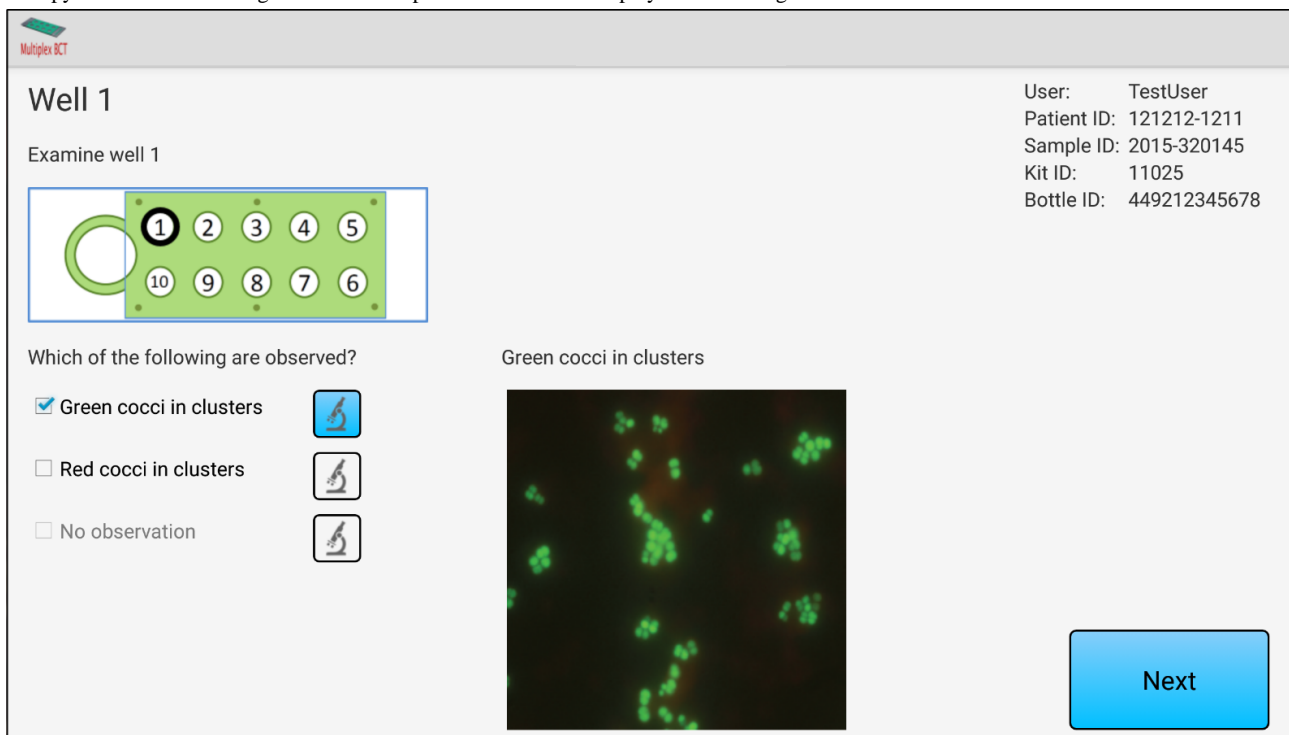 Multiplex BCT
Well 1
Examine well 1
User: TestUser
Patient ID: 121212-1211
Sample ID: 2015-320145
Kit ID: 11025
Bottle ID: 449212345678
1 2 3 4 5
10 9 8 7 6
Which of the following are observed?
Green cocci in clusters
Red cocci in clusters
No observation
Green cocci in clusters
Next